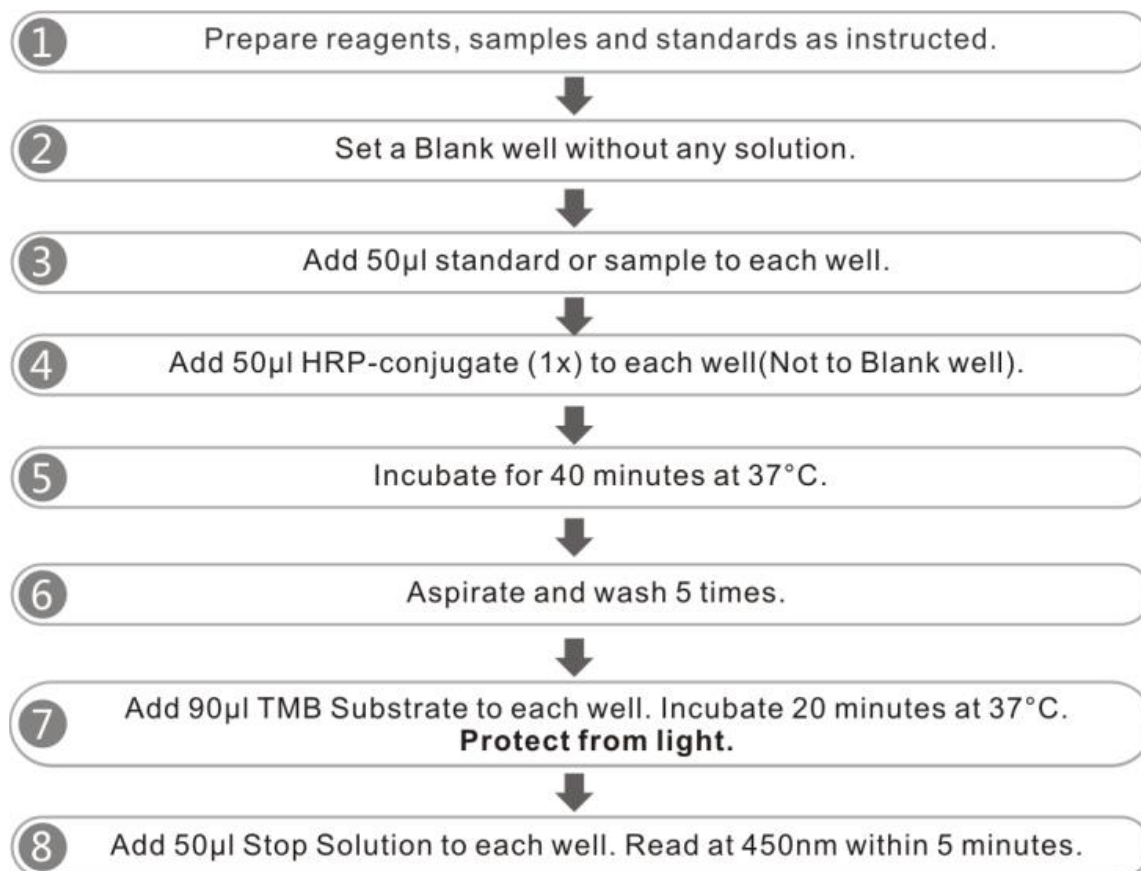 1 Prepare reagents, samples and standards as instructed.
2 Set a Blank well without any solution.
3 Add 50μl standard or sample to each well.
4 Add 50μl HRP-conjugate (1x) to each well(Not to Blank well).
5 Incubate for 40 minutes at 37°C.
6 Aspirate and wash 5 times.
7 Add 90μl TMB Substrate to each well. Incubate 20 minutes at 37°C.
Protect from light.
8 Add 50μl Stop Solution to each well. Read at 450nm within 5 minutes.